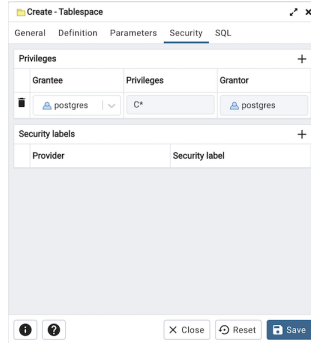 Create - Tablespace
General Definition Parameters Security SQL
Privileges
Grantee Privileges Grantor
postgres C* postgres
Security labels
Provider Security label
Close Reset Save